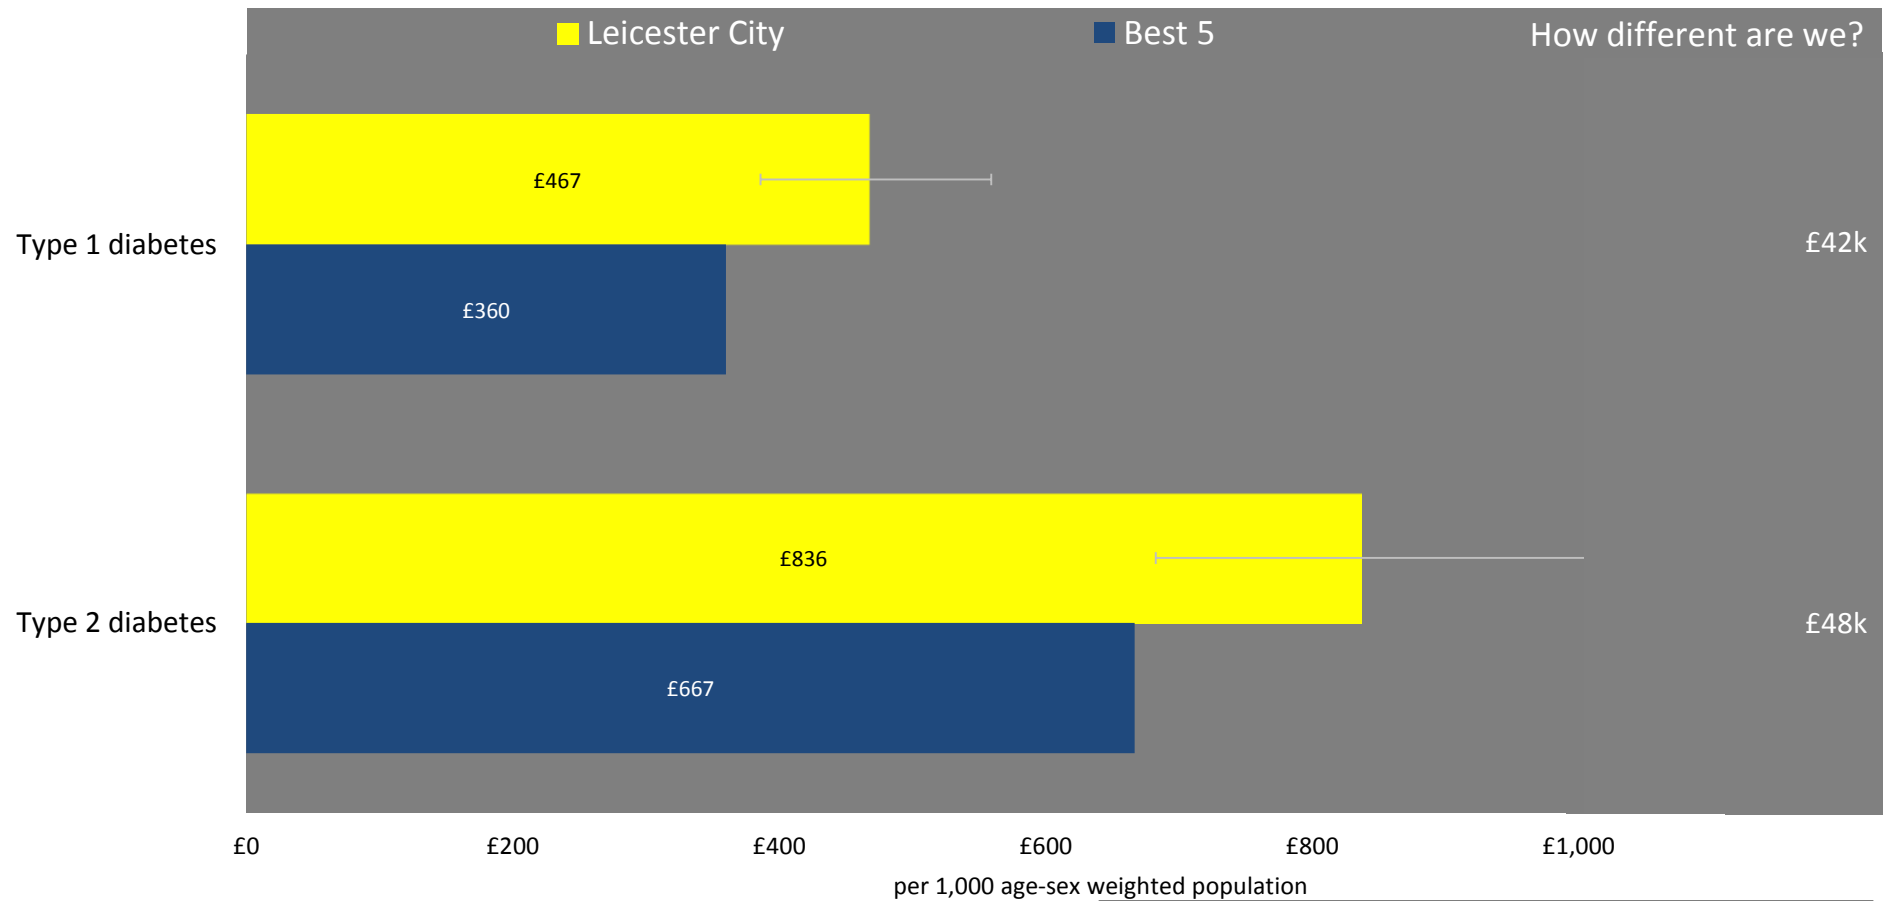 Leicester City
Best 5
How different are we?
£467
Type 1 diabetes
£42k
£360
£836
Type 2 diabetes
£48k
£667
£0 £200 £400 £600 £800 £1,000
per 1,000 age-sex weighted population